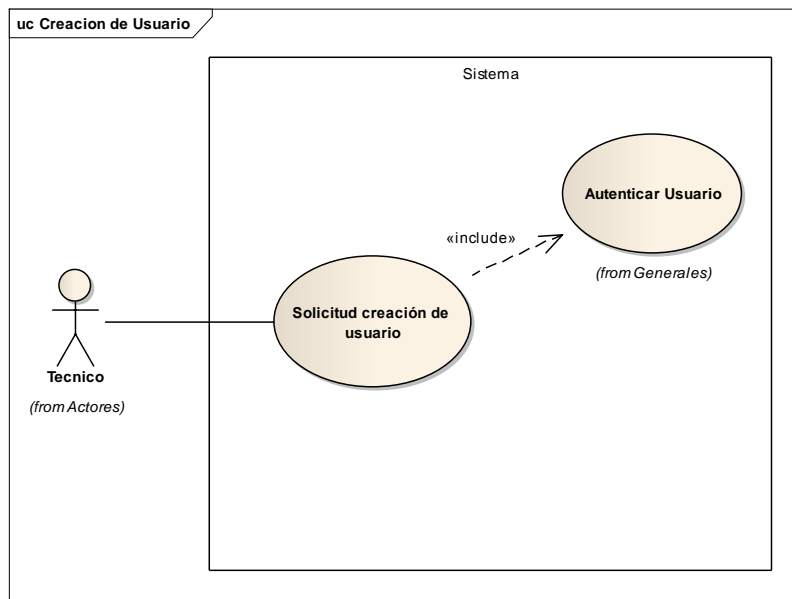 uc Creacion de Usuario
Sistema
Autenticar Usuario
«include»
(from Generales)
Solicitud creación de
usuario
Tecnico
(from Actores)